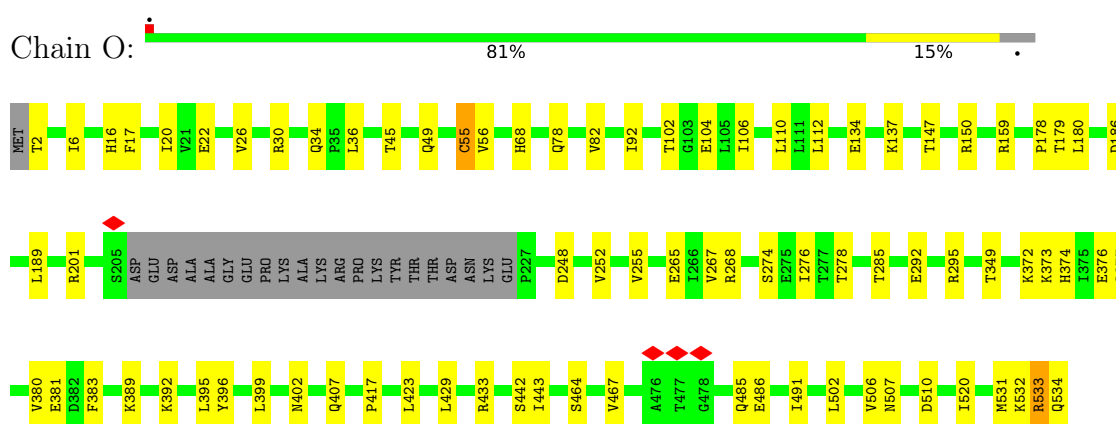 Chain O:
81% 15%
MET T2 I6 H16 F17 I20 V21 E22 V26 R30 Q34 P35 L36 T45 Q49 C55 V56 H68 Q78 V82 I92 T102 G103 E104 L105 I106 L110 L111 L112 E134 K137 T147 R150 R159 P178 T179 L180 D186
L189 R201 S205 ASP GLU ASP ALA ALA GLY GLU PRO LYS ALA LYS ARG PRO LYS TYR THR THR ASP ASN LYS GLU P227 D248 V252 V255 E265 I266 V267 R268 S274 E275 I276 T277 T278 T285 E292 R295 T349 K372 K373 H374 I375 E376
V380 E381 D382 F383 K389 K392 L395 Y396 L399 N402 Q407 P417 L423 L429 R433 S442 I443 S464 V467 A476 T477 G478 Q485 E486 I491 L502 V506 N507 D510 I520 M531 K532 R533 Q534